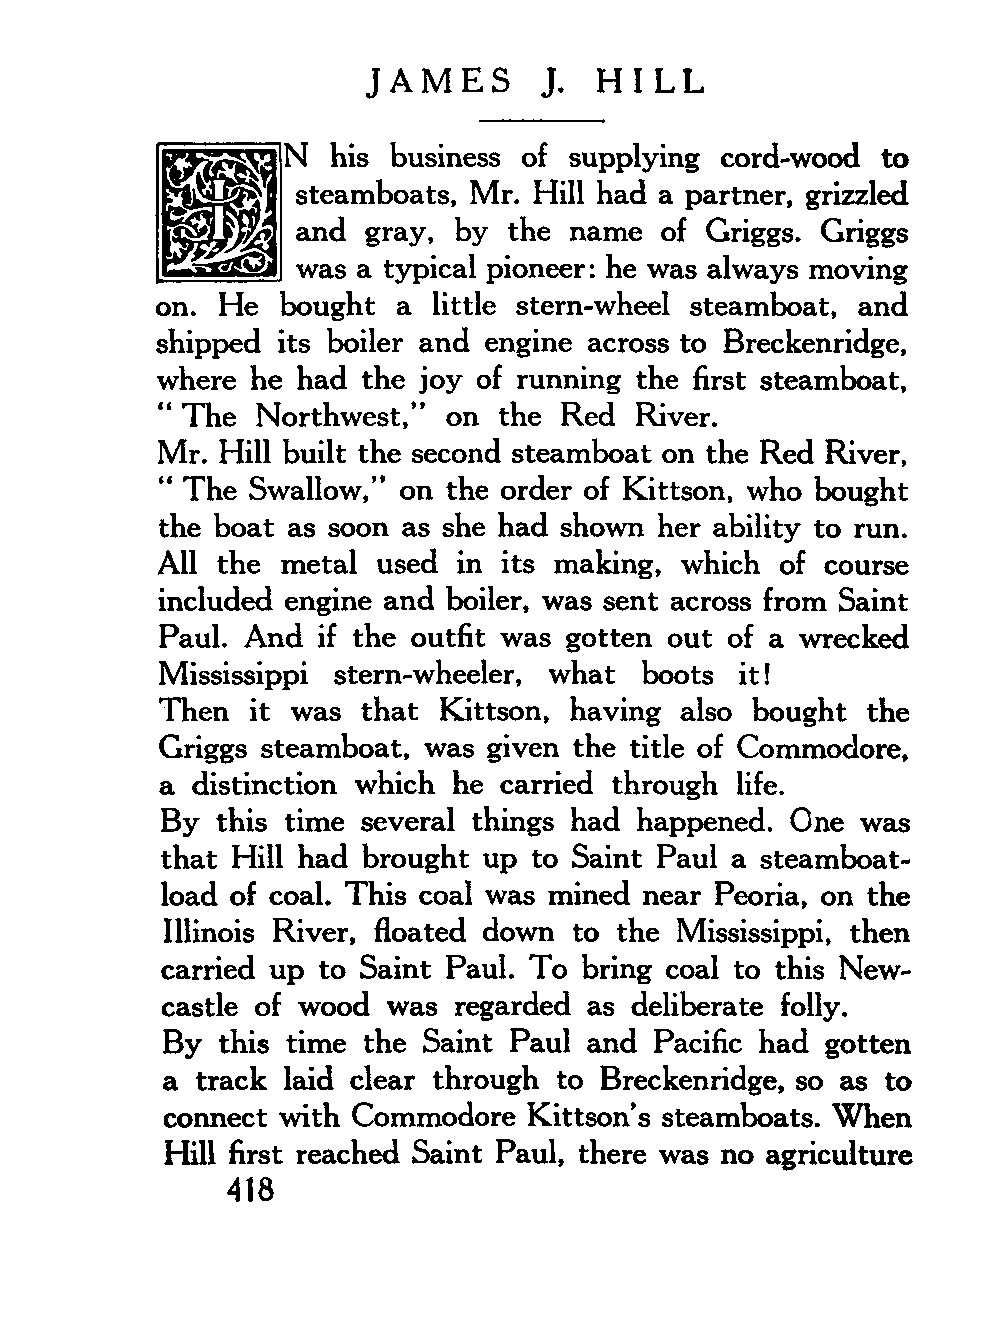 JAMES J. HILL
IN his business of supplying cord-wood to
steamboats, Mr. Hill had a partner, grizzled
and gray, by the name of Griggs. Griggs
was a typical pioneer: he was always moving
on. He bought a little stern-wheel steamboat, and
shipped its boiler and engine across to Breckenridge,
where he had the joy of running the first steamboat,
“ The Northwest,” on the Red River.
Mr. Hill built the second steamboat on the Red River,
“ The Swallow,” on the order of Kittson, who bought
the boat as soon as she had shown her ability to run.
All the metal used in its making, which of course
included engine and boiler, was sent across from Saint
Paul. And if the outfit was gotten out of a wrecked
Mississippi stern-wheeler, what boots it!
Then it was that Kittson, having also bought the
Griggs steamboat, was given the title of Commodore,
a distinction which he carried through life.
By this time several things had happened. One was
that Hill had brought up to Saint Paul a steamboat-
load of coal. This coal was mined near Peoria, on the
Illinois River, floated down to the Mississippi, then
carried up to Saint Paul. To bring coal to this New-
castle of wood was regarded as deliberate folly.
By this time the Saint Paul and Pacific had gotten
a track laid clear through to Breckenridge, so as to
connect with Commodore Kittson's steamboats. When
Hill first reached Saint Paul, there was no agriculture
418